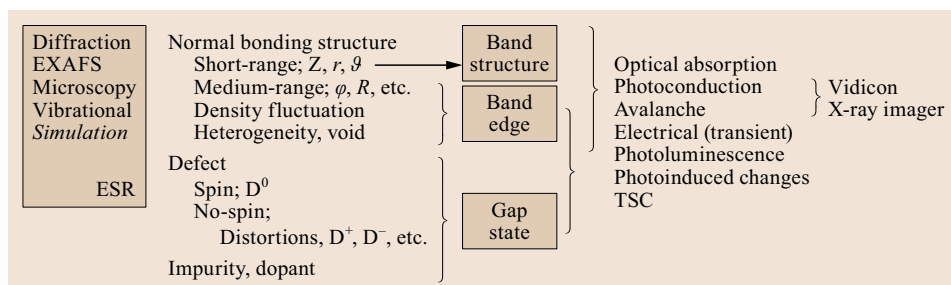 Diffraction
EXAFS
Microscopy
Vibrational
Simulation
ESR
Normal bonding structure
Short-range; Z, r, ϑ
Medium-range; φ, R, etc.
Density fluctuation
Heterogeneity, void
Defect
Spin; D⁰
No-spin;
Distortions, D⁺, D⁻, etc.
Impurity, dopant
Band
structure
Band
edge
Gap
state
Optical absorption
Photoconduction
Avalanche
Electrical (transient)
Photoluminescence
Photoinduced changes
TSC
Vidicon
X-ray imager